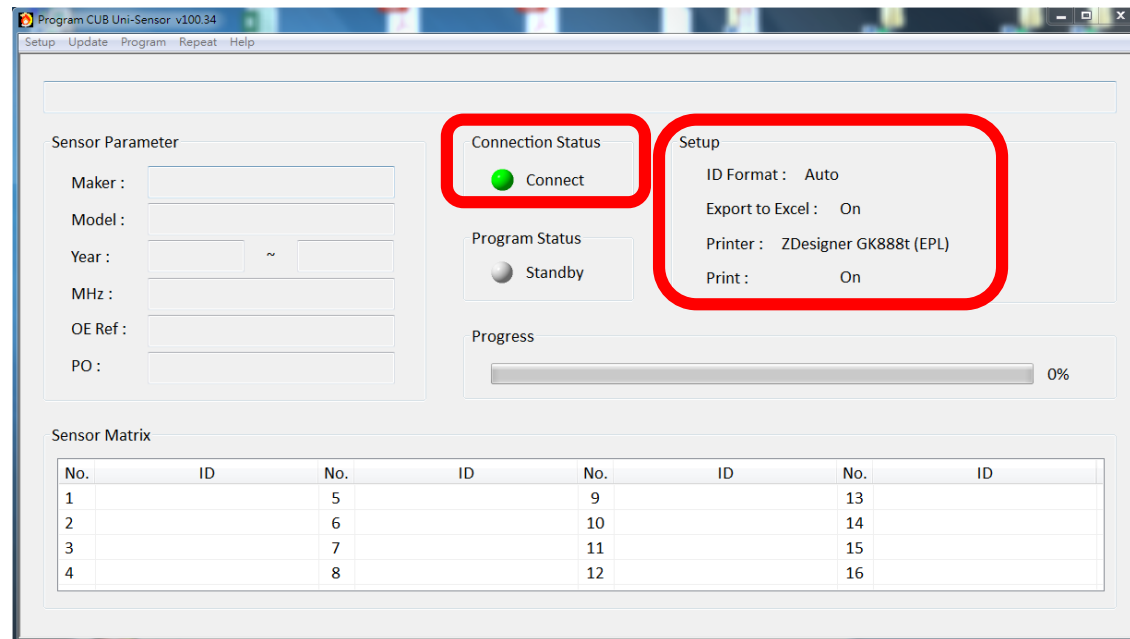 Program CUB Uni-Sensor v100.34
Setup Update Program Repeat Help
Sensor Parameter
Maker :
Model :
Year : ~
MHz :
OE Ref :
PO :
Connection Status
Connect
Program Status
Standby
Setup
ID Format : Auto
Export to Excel : On
Printer : ZDesigner GK888t (EPL)
Print : On
Progress
0%
Sensor Matrix
No. ID No. ID No. ID No. ID
1 5 9 13
2 6 10 14
3 7 11 15
4 8 12 16